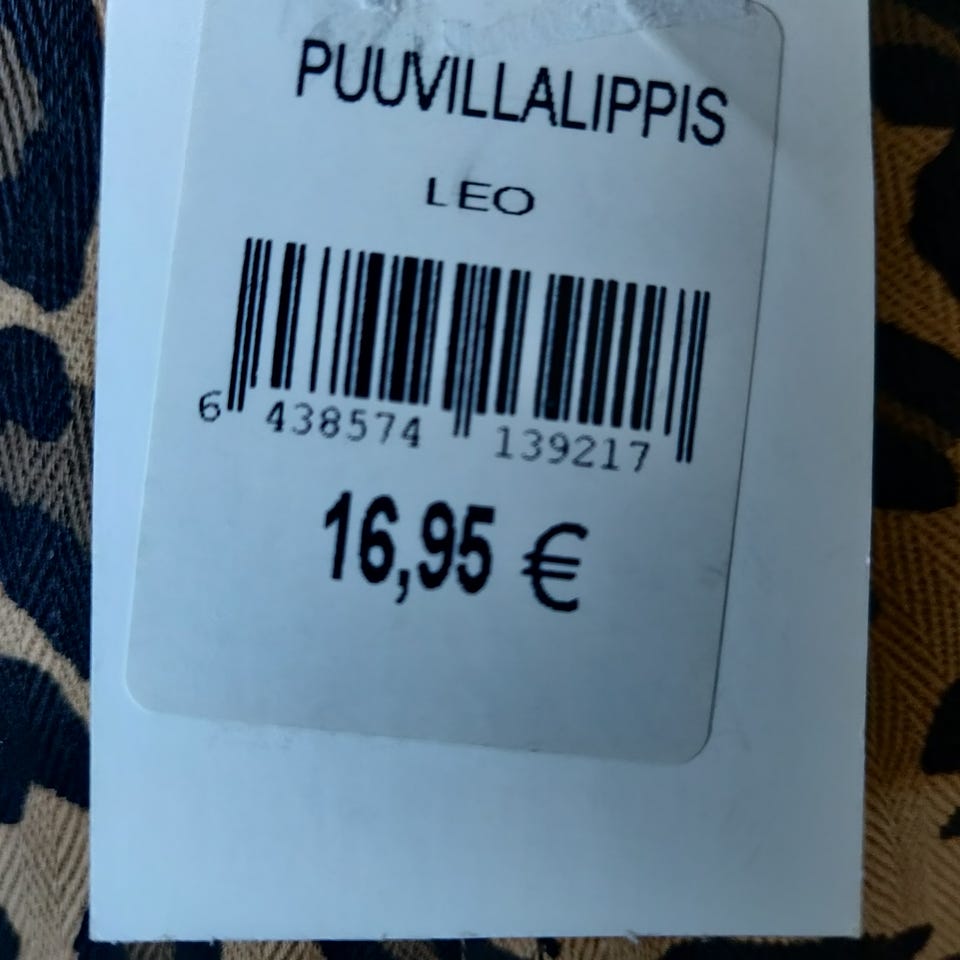 PUUVILLALIPPIS
LEO
6 438574 139217
16,95 €